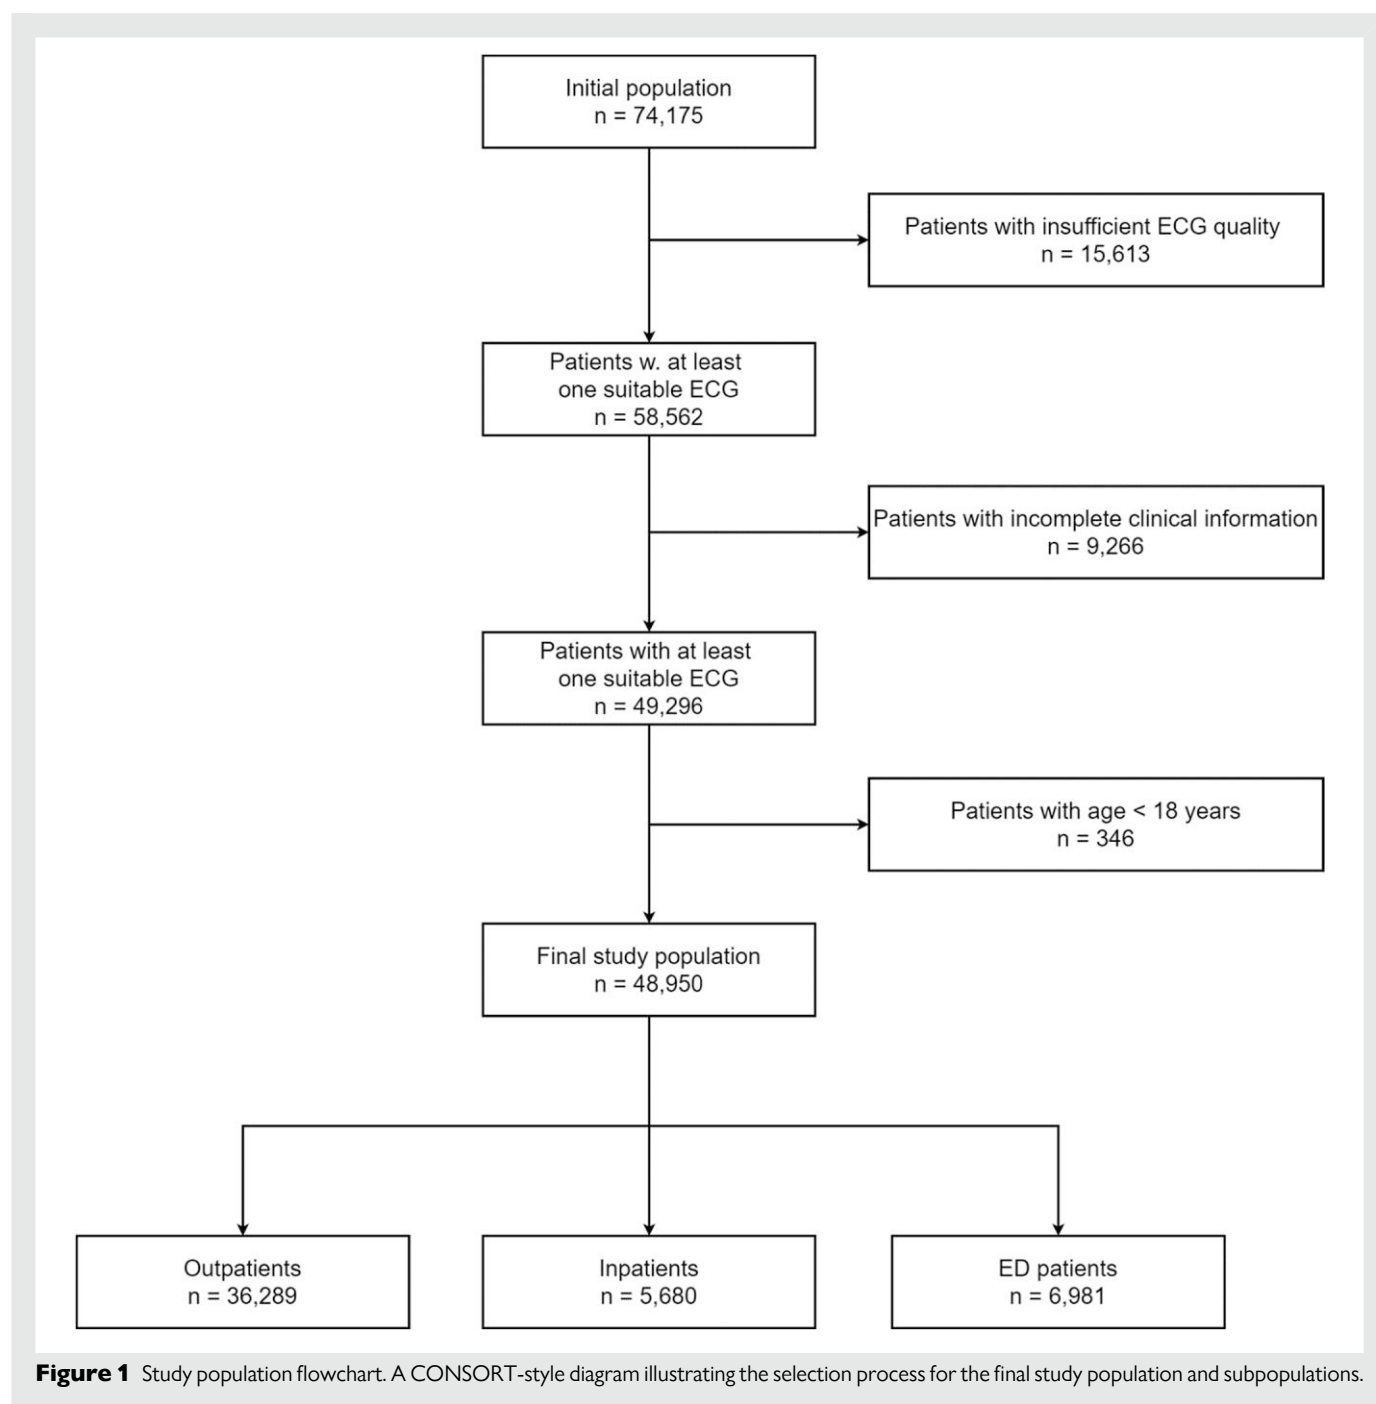 Initial population
n = 74,175
Patients with insufficient ECG quality
n = 15,613
Patients w. at least
one suitable ECG
n = 58,562
Patients with incomplete clinical information
n = 9,266
Patients with at least
one suitable ECG
n = 49,296
Patients with age < 18 years
n = 346
Final study population
n = 48,950
Outpatients
n = 36,289
Inpatients
n = 5,680
ED patients
n = 6,981
Figure 1 Study population flowchart. A CONSORT-style diagram illustrating the selection process for the final study population and subpopulations.